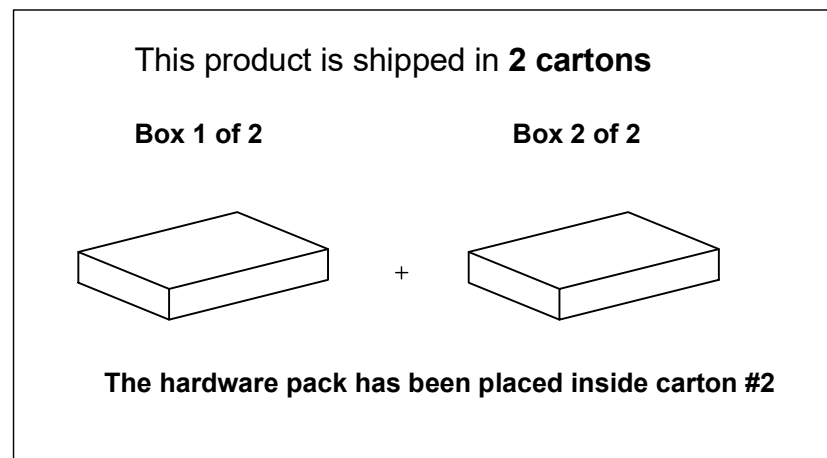 This product is shipped in 2 cartons
Box 1 of 2
Box 2 of 2
+
The hardware pack has been placed inside carton #2